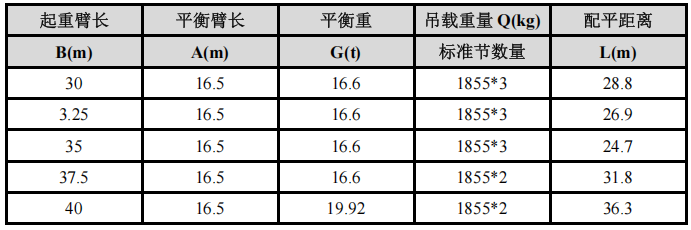 起重臂长 平衡臂长 平衡重 吊载重量 Q(kg) 配平距离
B(m) A(m) G(t) 标准节数量 L(m)
30 16.5 16.6 1855*3 28.8
3.25 16.5 16.6 1855*3 26.9
35 16.5 16.6 1855*3 24.7
37.5 16.5 16.6 1855*2 31.8
40 16.5 19.92 1855*2 36.3